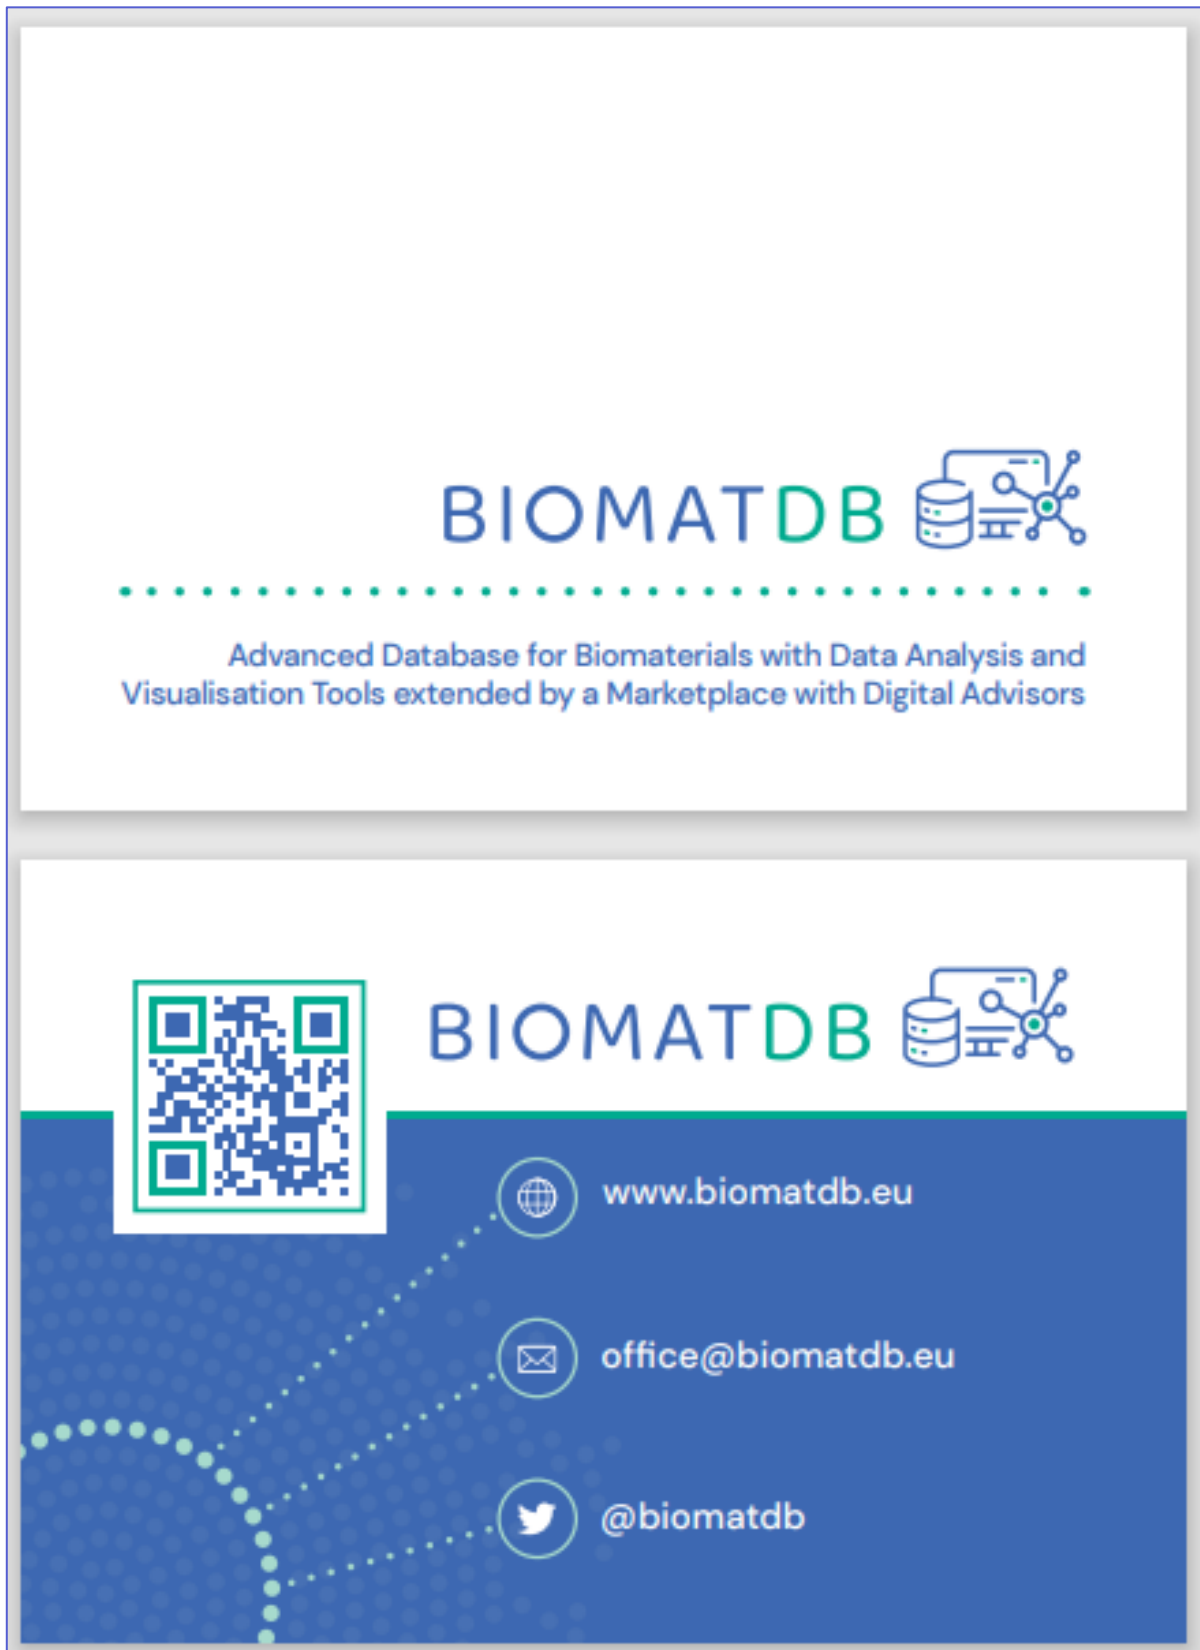 BIOMATDB
Advanced Database for Biomaterials with Data Analysis and
Visualisation Tools extended by a Marketplace with Digital Advisors
BIOMATDB
www.biomatdb.eu
office@biomatdb.eu
@biomatdb